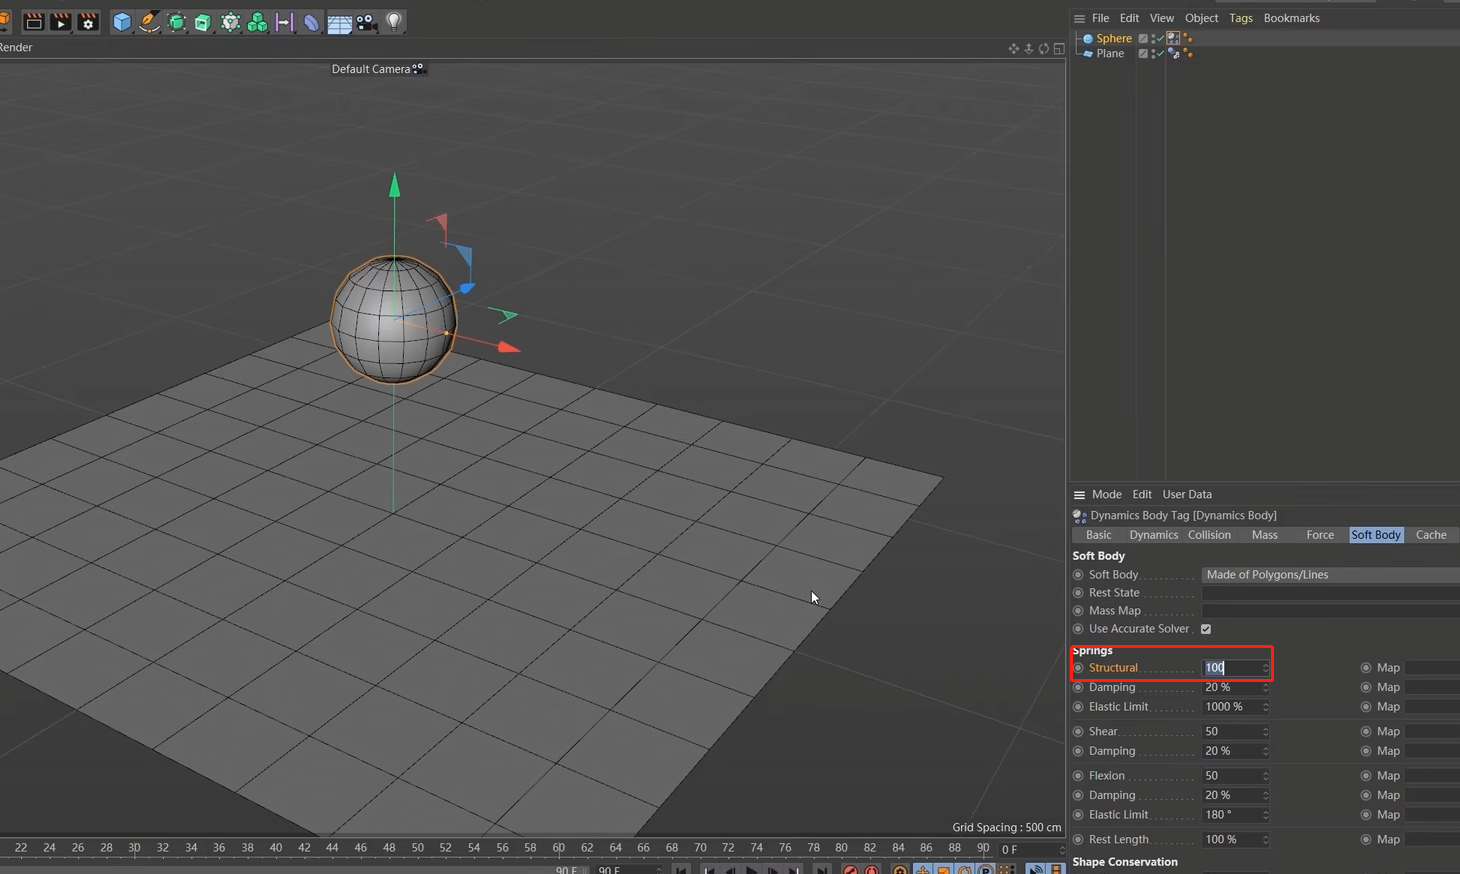 File Edit View Object Tags Bookmarks
Sphere
Plane
Render
Default Camera
Grid Spacing : 500 cm
22 24 26 28 30 32 34 36 38 40 42 44 46 48 50 52 54 56 58 60 62 64 66 68 70 72 74 76 78 80 82 84 86 88 90 0 F
90 F 90 F
Mode Edit User Data
Dynamics Body Tag [Dynamics Body]
Basic Dynamics Collision Mass Force Soft Body Cache
Soft Body
Soft Body Made of Polygons/Lines
Rest State
Mass Map
Use Accurate Solver
Springs
Structural 100 Map
Damping 20 % Map
Elastic Limit 1000 % Map
Shear 50 Map
Damping 20 % Map
Flexion 50 Map
Damping 20 % Map
Elastic Limit 180 ° Map
Rest Length 100 % Map
Shape Conservation